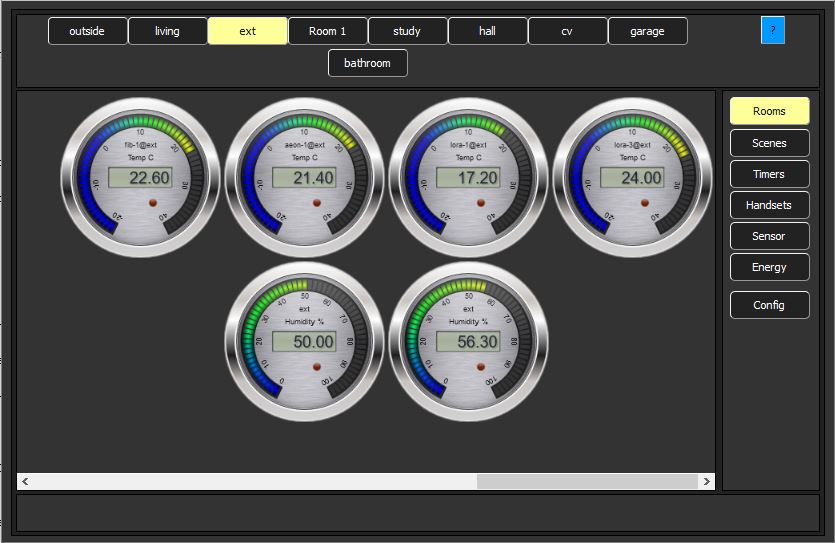 outside living ext Room 1 study hall cv garage ?
bathroom
Rooms
Scenes
Timers
Handsets
Sensor
Energy
Config
-20 -10 0 10 20 30 40
fib-1@ext
Temp C
22.60
-20 -10 0 10 20 30 40
aeon-1@ext
Temp C
21.40
-20 -10 0 10 20 30 40
lora-1@ext
Temp C
17.20
-20 -10 0 10 20 30 40
lora-3@ext
Temp C
24.00
0 10 20 30 40 50 60 70 80 90 100
ext
Humidity %
50.00
0 10 20 30 40 50 60 70 80 90 100
ext
Humidity %
56.30